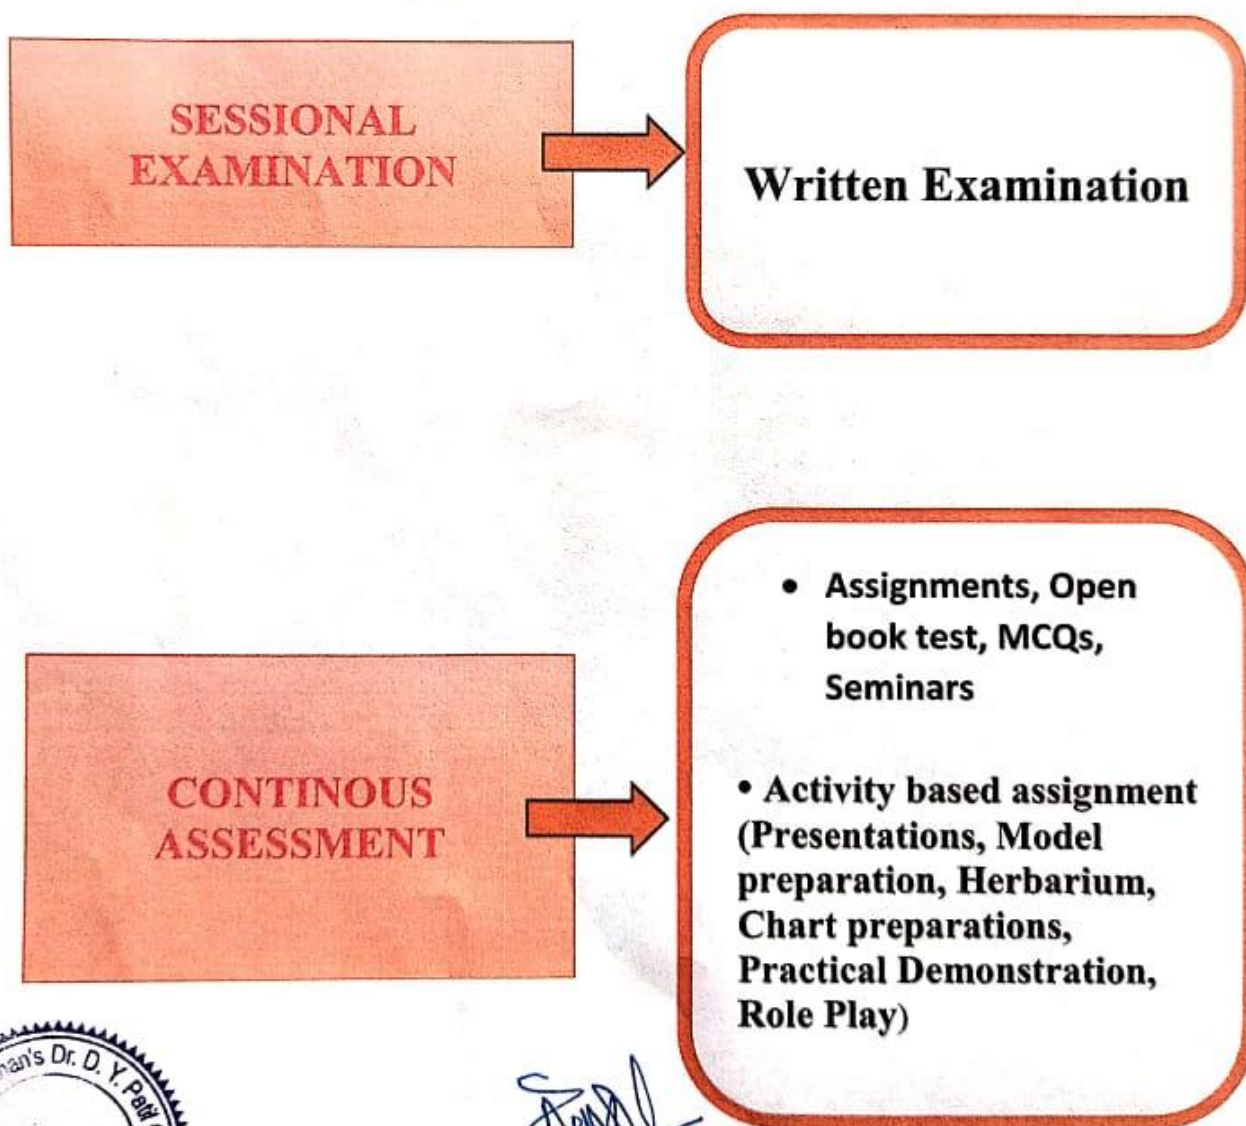 SESSIONAL
EXAMINATION
Written Examination
• Assignments, Open
book test, MCQs,
Seminars
CONTINOUS
ASSESSMENT
• Activity based assignment
(Presentations, Model
preparation, Herbarium,
Chart preparations,
Practical Demonstration,
Role Play)
Dr. D. Y. Patil